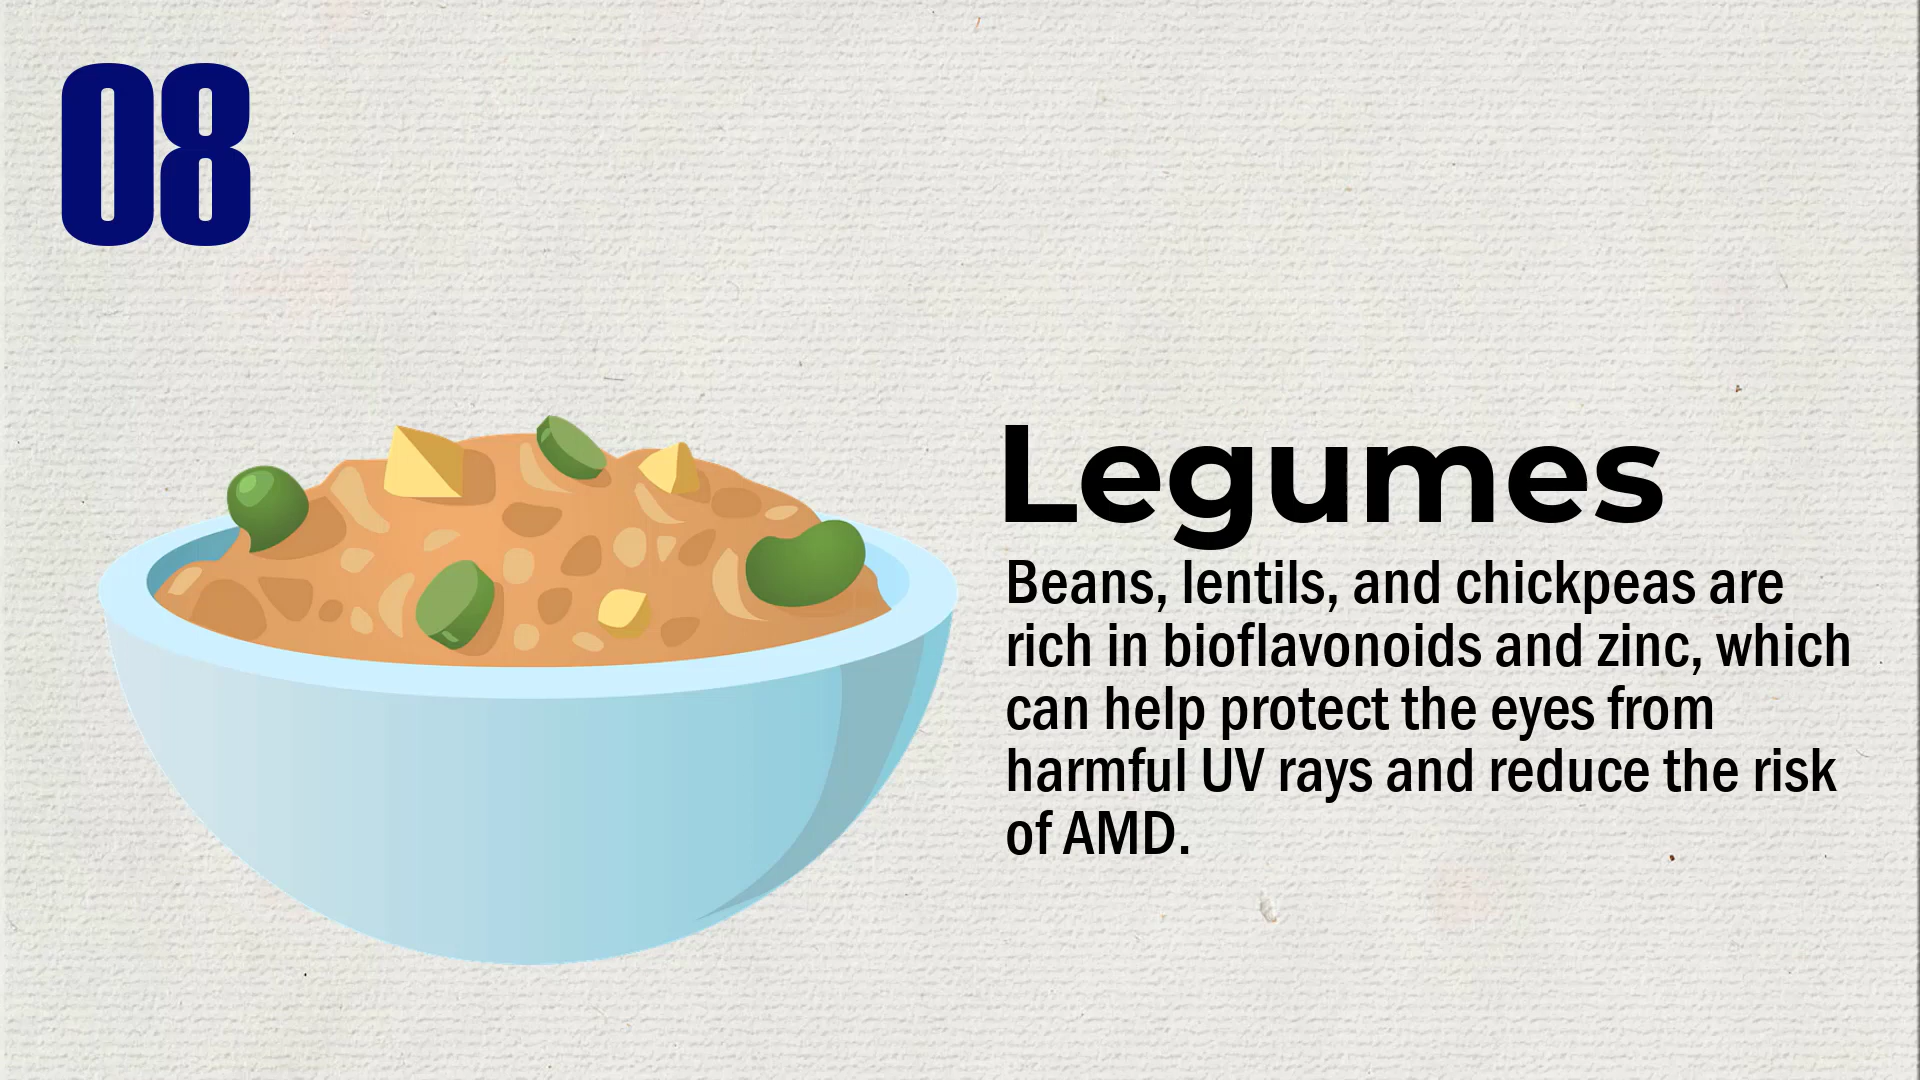 08
Legumes
Beans, lentils, and chickpeas are
rich in bioflavonoids and zinc, which
can help protect the eyes from
harmful UV rays and reduce the risk
of AMD.